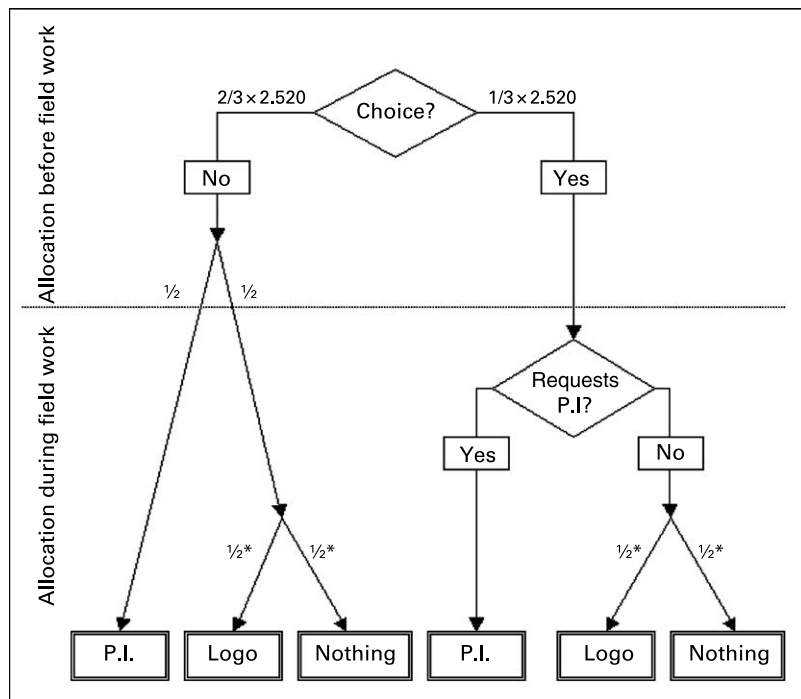 Allocation before field work
2/3 × 2.520
Choice?
1/3 × 2.520
No
Yes
½
½
Allocation during field work
Requests
P.I?
Yes
No
½*
½*
½*
½*
P.I.
Logo
Nothing
P.I.
Logo
Nothing